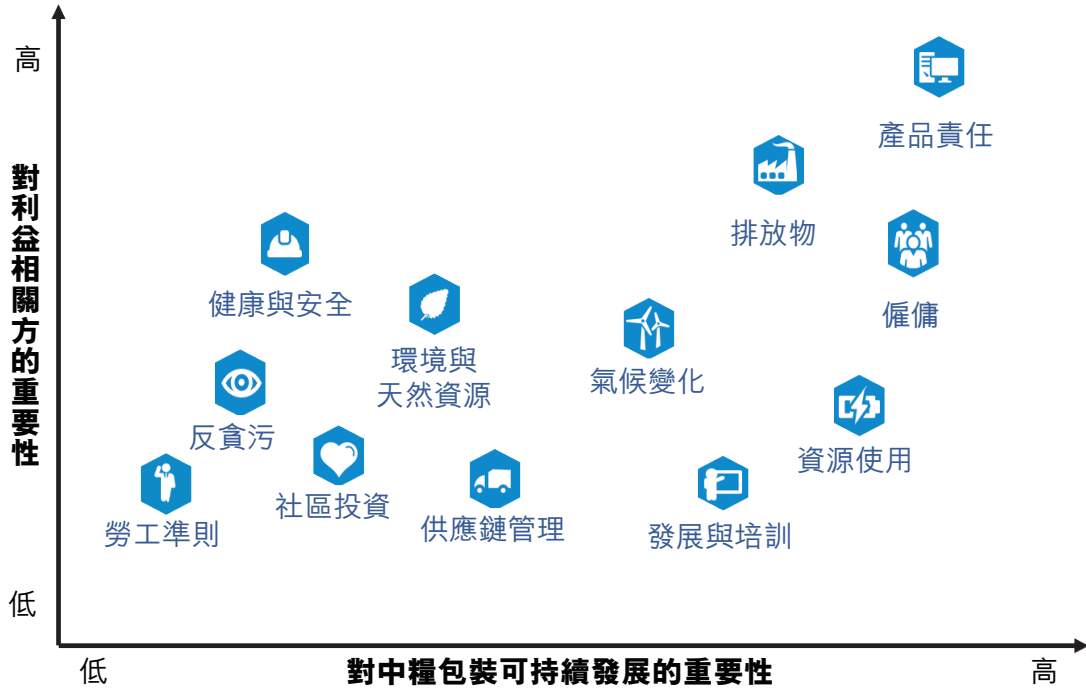 高
產品責任
排放物
對利益相關方的重要性
健康與安全
僱傭
環境與
天然資源
氣候變化
反貪污
資源使用
社區投資
勞工準則
供應鏈管理
發展與培訓
低
低
對中糧包裝可持續發展的重要性
高